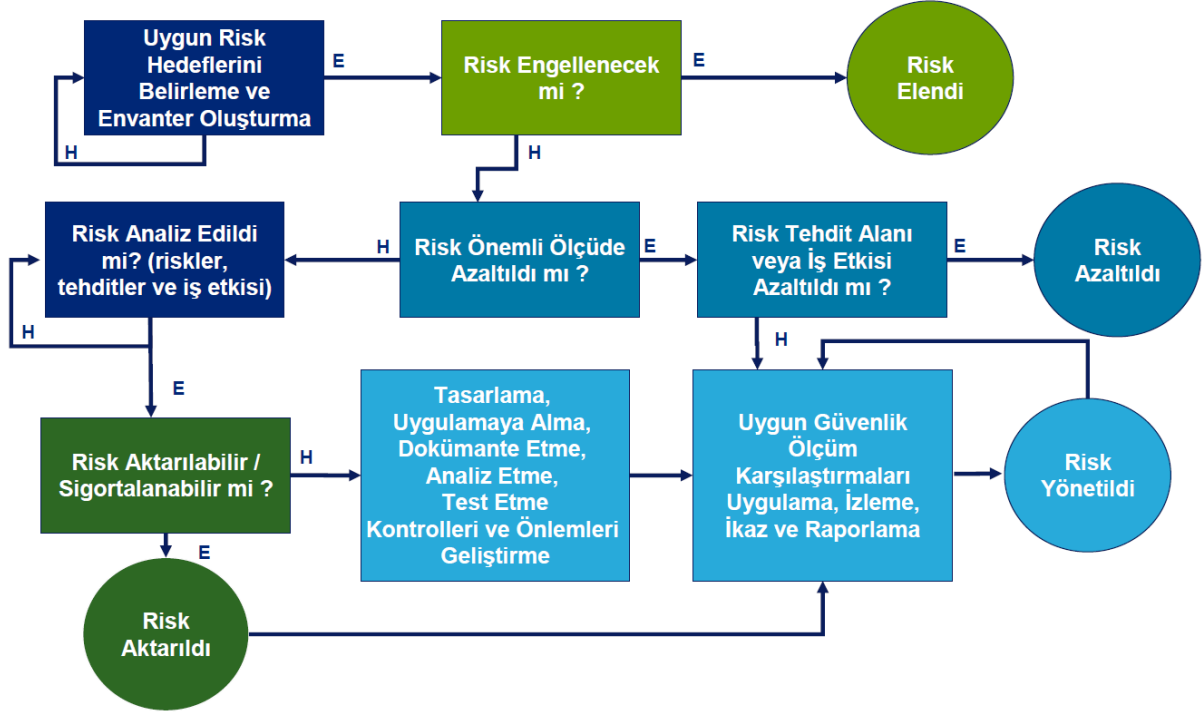 Uygun Risk
Hedeflerini
Belirleme ve
Envanter Oluşturma
E
H
Risk Engellenecek
mi ?
E
H
Risk
Elendi
Risk Analiz Edildi
mi? (riskler,
tehditler ve iş etkisi)
H
E
H
Risk Önemli Ölçüde
Azaltıldı mı ?
E
Risk Tehdit Alanı
veya İş Etkisi
Azaltıldı mı ?
E
H
Risk
Azaltıldı
Risk Aktarılabilir /
Sigortalanabilir mi ?
H
E
Tasarlama,
Uygulamaya Alma,
Dokümante Etme,
Analiz Etme,
Test Etme
Kontrolleri ve Önlemleri
Geliştirme
Uygun Güvenlik
Ölçüm
Karşılaştırmaları
Uygulama, İzleme,
İkaz ve Raporlama
Risk
Yönetildi
Risk
Aktarıldı